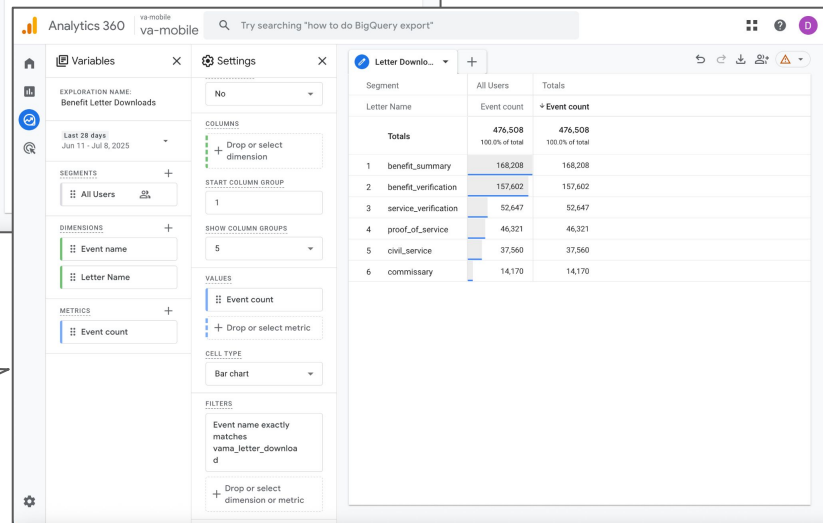 Analytics 360
va-mobile
va-mobile
Try searching "how to do BigQuery export"
D
Variables
EXPLORATION NAME:
Benefit Letter Downloads
Last 28 days
Jun 11 - Jul 8, 2025
SEGMENTS
All Users
DIMENSIONS
Event name
Letter Name
METRICS
Event count
Settings
No
COLUMNS
Drop or select
dimension
START COLUMN GROUP
1
SHOW COLUMN GROUPS
5
VALUES
Event count
Drop or select metric
CELL TYPE
Bar chart
FILTERS
Event name exactly
matches
vama_letter_downloa
d
Drop or select
dimension or metric
Letter Downlo...
Segment All Users Totals
Letter Name Event count ↓ Event count
Totals 476,508 476,508
100.0% of total 100.0% of total
1 benefit_summary 168,208 168,208
2 benefit_verification 157,602 157,602
3 service_verification 52,647 52,647
4 proof_of_service 46,321 46,321
5 civil_service 37,560 37,560
6 commissary 14,170 14,170